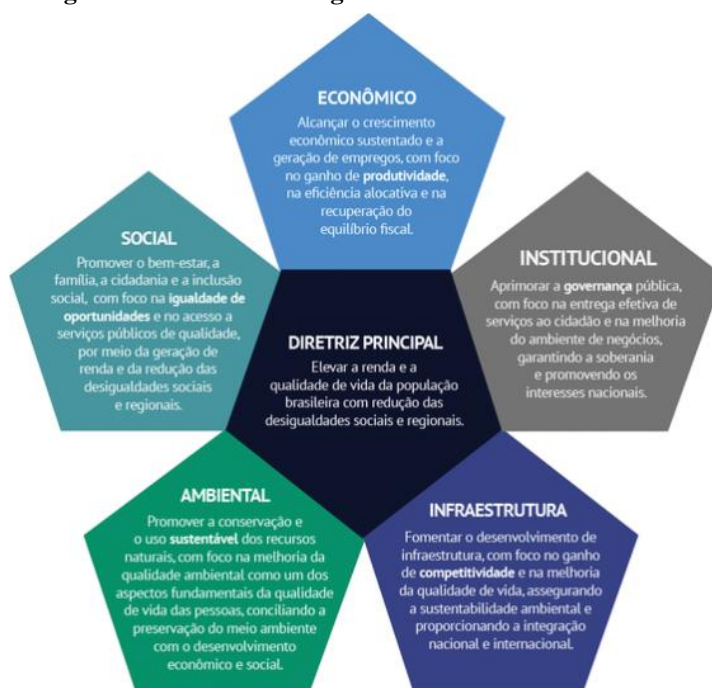 ECONÔMICO
Alcançar o crescimento
econômico sustentado e a
geração de empregos, com foco
no ganho de produtividade,
na eficiência alocativa e na
recuperação do
equilíbrio fiscal.
SOCIAL
Promover o bem-estar, a
família, a cidadania e a inclusão
social, com foco na igualdade de
oportunidades e no acesso a
serviços públicos de qualidade,
por meio da geração de
renda e da redução das
desigualdades sociais
e regionais.
INSTITUCIONAL
Aprimorar a governança pública,
com foco na entrega efetiva de
serviços ao cidadão e na melhoria
do ambiente de negócios,
garantindo a soberania
e promovendo os
interesses nacionais.
DIRETRIZ PRINCIPAL
Elevar a renda e a
qualidade de vida da população
brasileira com redução das
desigualdades sociais e regionais.
AMBIENTAL
Promover a conservação e
o uso sustentável dos recursos
naturais, com foco na melhoria da
qualidade ambiental como um dos
aspectos fundamentais da qualidade
de vida das pessoas, conciliando a
preservação do meio ambiente
com o desenvolvimento
econômico e social.
INFRAESTRUTURA
Fomentar o desenvolvimento de
infraestrutura, com foco no ganho
de competitividade e na melhoria
da qualidade de vida, assegurando
a sustentabilidade ambiental e
proporcionando a integração
nacional e internacional.